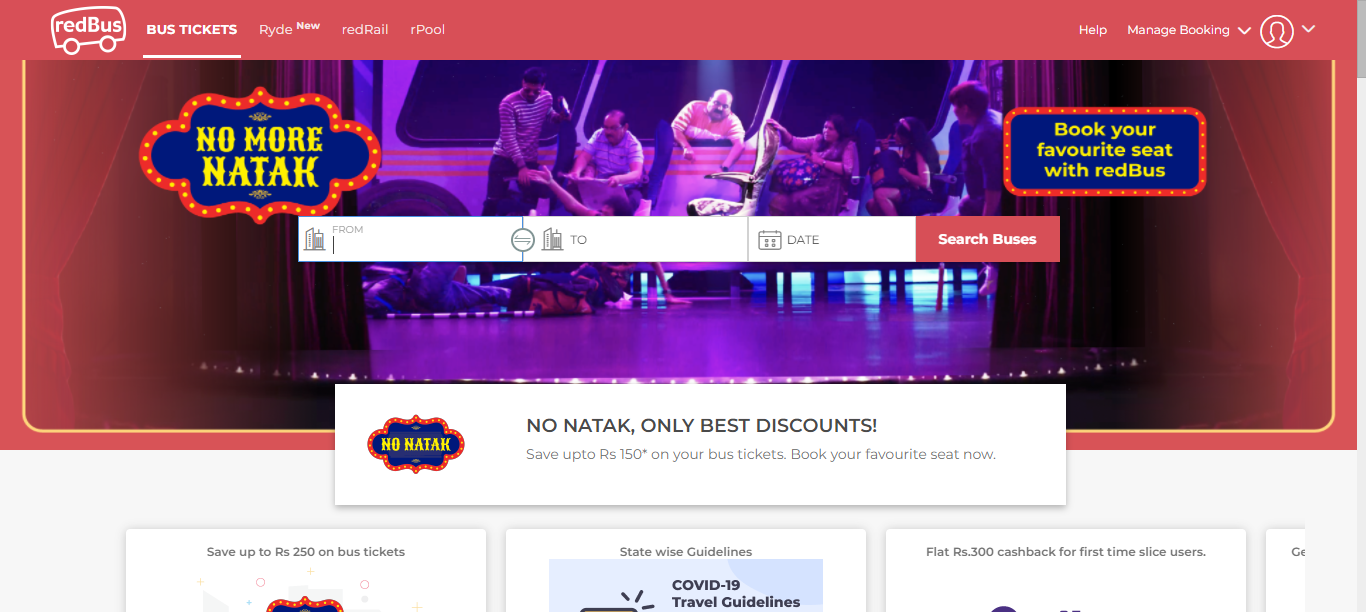 redBus
BUS TICKETS
Ryde New
redRail
rPool
Help
Manage Booking
NO MORE
NATAK
Book your
favourite seat
with redBus
FROM
TO
DATE
Search Buses
NO NATAK
NO NATAK, ONLY BEST DISCOUNTS!
Save upto Rs 150* on your bus tickets. Book your favourite seat now.
Save up to Rs 250 on bus tickets
State wise Guidelines
COVID-19
Travel Guidelines
Flat Rs.300 cashback for first time slice users.